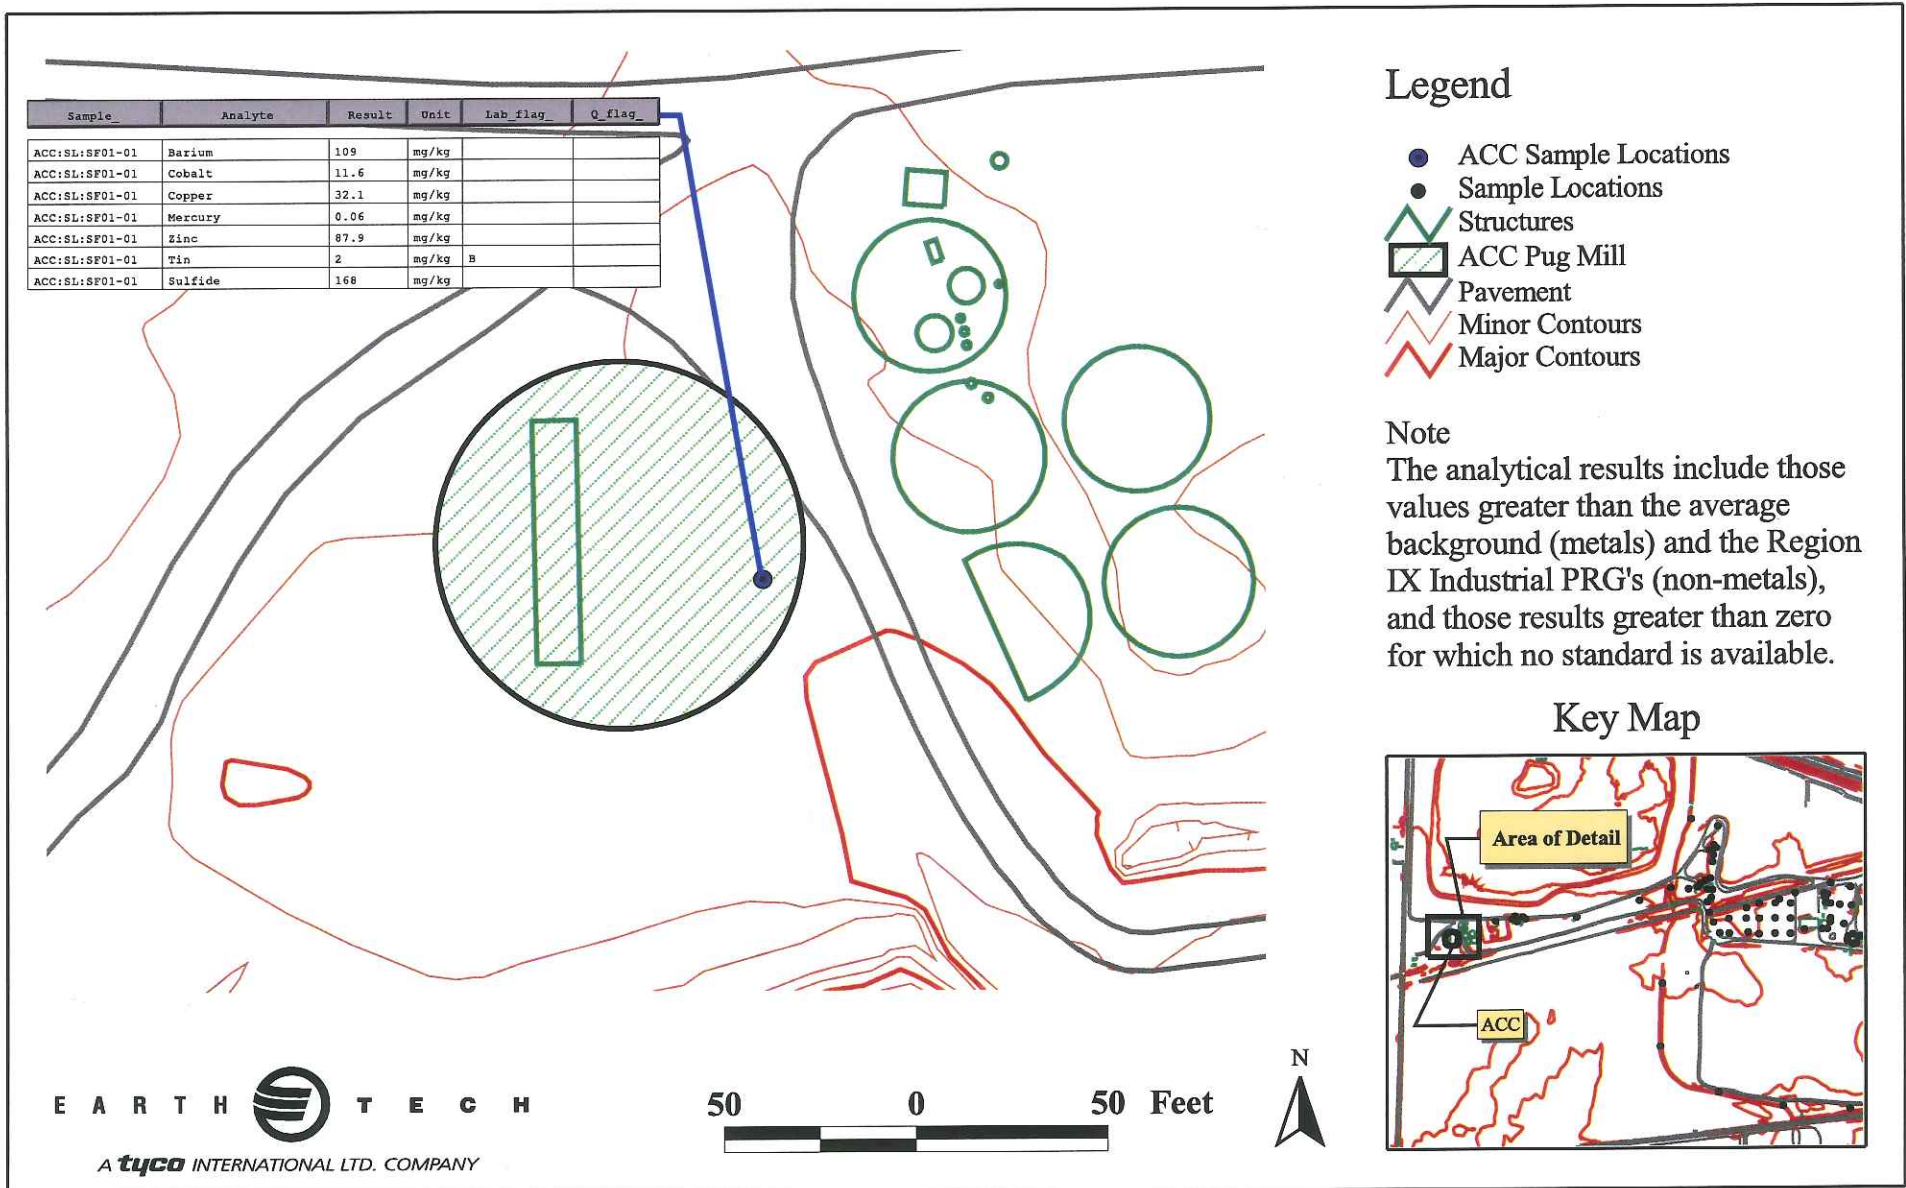 Sample_ Analyte Result Unit Lab_flag_ Q_flag_
ACC:SL:SF01-01 Barium 109 mg/kg
ACC:SL:SF01-01 Cobalt 11.6 mg/kg
ACC:SL:SF01-01 Copper 32.1 mg/kg
ACC:SL:SF01-01 Mercury 0.06 mg/kg
ACC:SL:SF01-01 Zinc 87.9 mg/kg
ACC:SL:SF01-01 Tin 2 mg/kg B
ACC:SL:SF01-01 Sulfide 168 mg/kg
Legend
ACC Sample Locations
Sample Locations
Structures
ACC Pug Mill
Pavement
Minor Contours
Major Contours
Note
The analytical results include those
values greater than the average
background (metals) and the Region
IX Industrial PRG's (non-metals),
and those results greater than zero
for which no standard is available.
Key Map
Area of Detail
ACC
EARTH TECH
A tyco INTERNATIONAL LTD. COMPANY
50 0 50 Feet
N